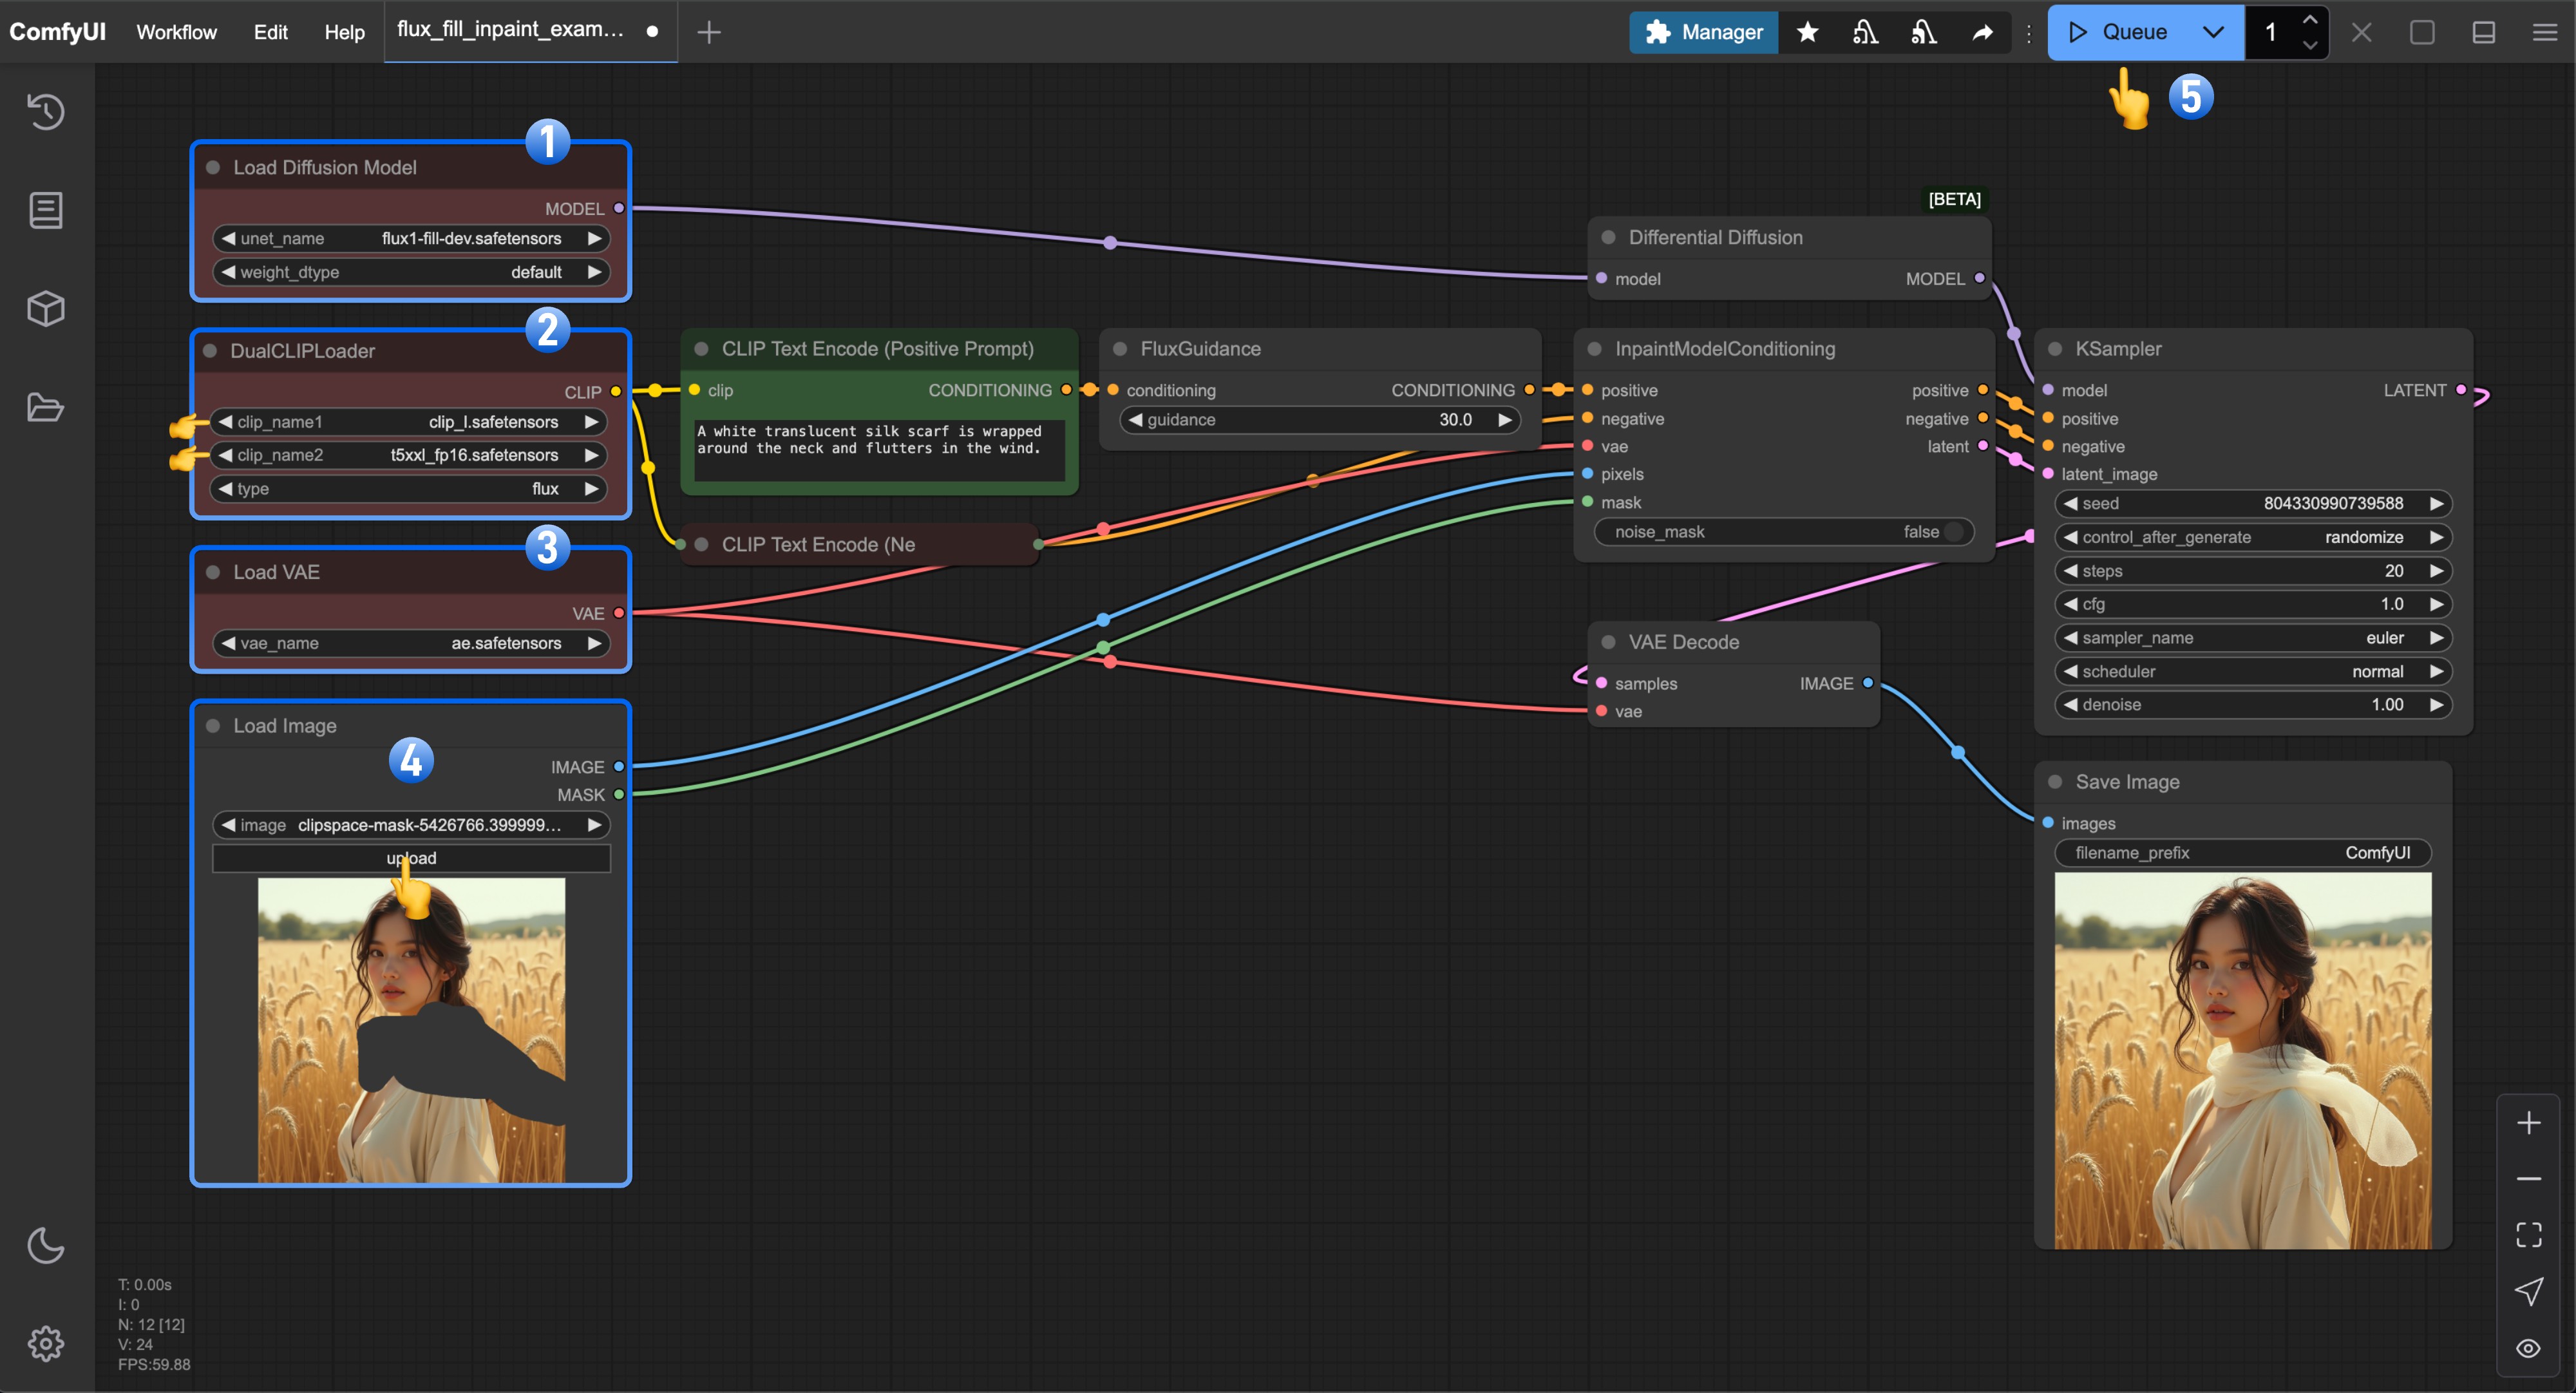 ComfyUI Workflow Edit Help flux_fill_inpaint_exam...
Manager Queue 1
5
1
Load Diffusion Model
MODEL
unet_name flux1-fill-dev.safetensors
weight_dtype default
2
DualCLIPLoader
CLIP
clip_name1 clip_l.safetensors
clip_name2 t5xxl_fp16.safetensors
type flux
3
Load VAE
VAE
vae_name ae.safetensors
4
Load Image
IMAGE
MASK
image clipspace-mask-5426766.399999...
upload
CLIP Text Encode (Positive Prompt)
clip CONDITIONING
A white translucent silk scarf is wrapped
around the neck and flutters in the wind.
CLIP Text Encode (Ne
FluxGuidance
conditioning CONDITIONING
guidance 30.0
[BETA]
Differential Diffusion
model MODEL
InpaintModelConditioning
positive positive
negative negative
vae latent
pixels
mask
noise_mask false
VAE Decode
samples IMAGE
vae
KSampler
model LATENT
positive
negative
latent_image
seed 804330990739588
control_after_generate randomize
steps 20
cfg 1.0
sampler_name euler
scheduler normal
denoise 1.00
Save Image
images
filename_prefix ComfyUI
T: 0.00s
I: 0
N: 12 [12]
V: 24
FPS:59.88